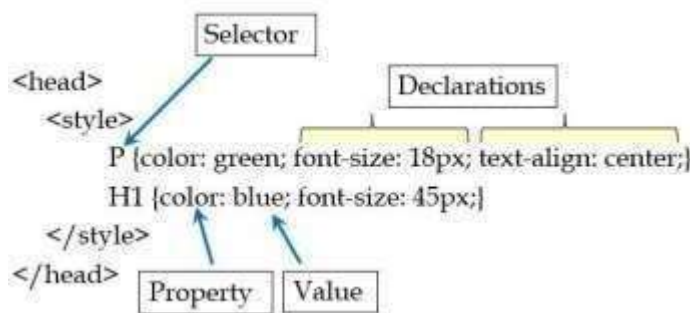 Selector
<head>
Declarations
<style>
P {color: green; font-size: 18px; text-align: center;}
H1 {color: blue; font-size: 45px;}
</style>
</head>
Property
Value